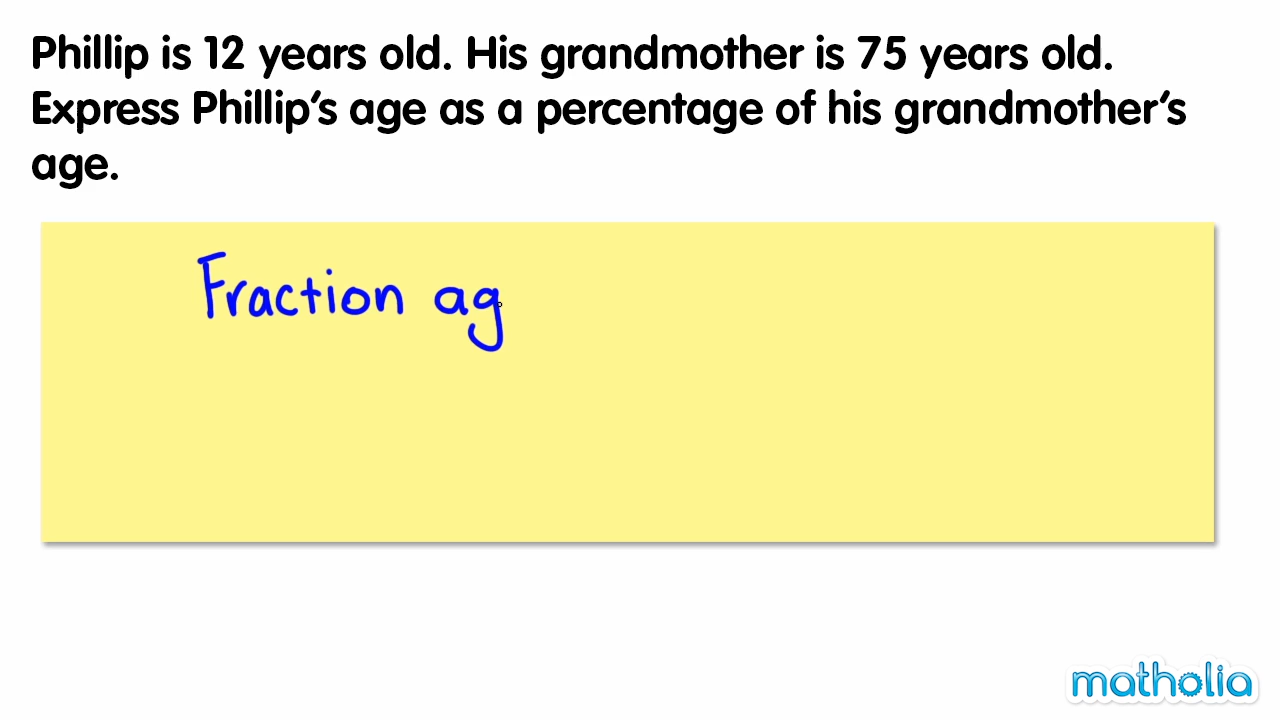 Phillip is 12 years old. His grandmother is 75 years old.
Express Phillip's age as a percentage of his grandmother's
age.
Fraction ag
matholia